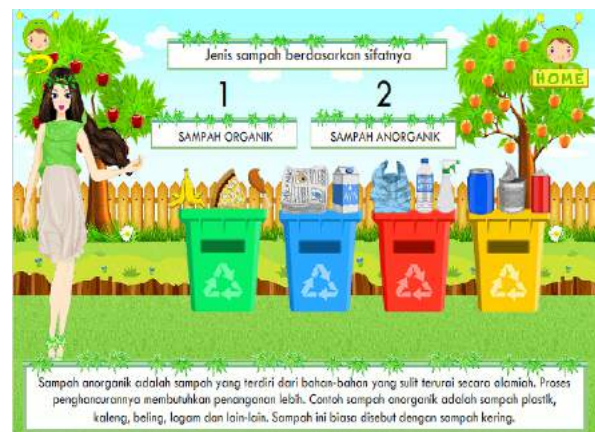 Jenis sampah berdasarkan sifatnya
HOME
1
2
SAMPAH ORGANIK
SAMPAH ANORGANIK
Sampah anorganik adalah sampah yang terdiri dari bahan-bahan yang sulit terurai secara alamiah. Proses
penghancurannya membutuhkan penanganan lebih. Contoh sampah anorganik adalah sampah plastik,
kaleng, beling, logam dan lain-lain. Sampah ini biasa disebut dengan sampah kering.